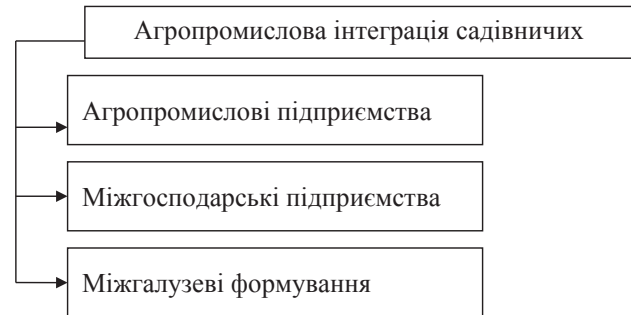 Агропромислова інтеграція садівничих
Агропромислові підприємства
Міжгосподарські підприємства
Міжгалузеві формування